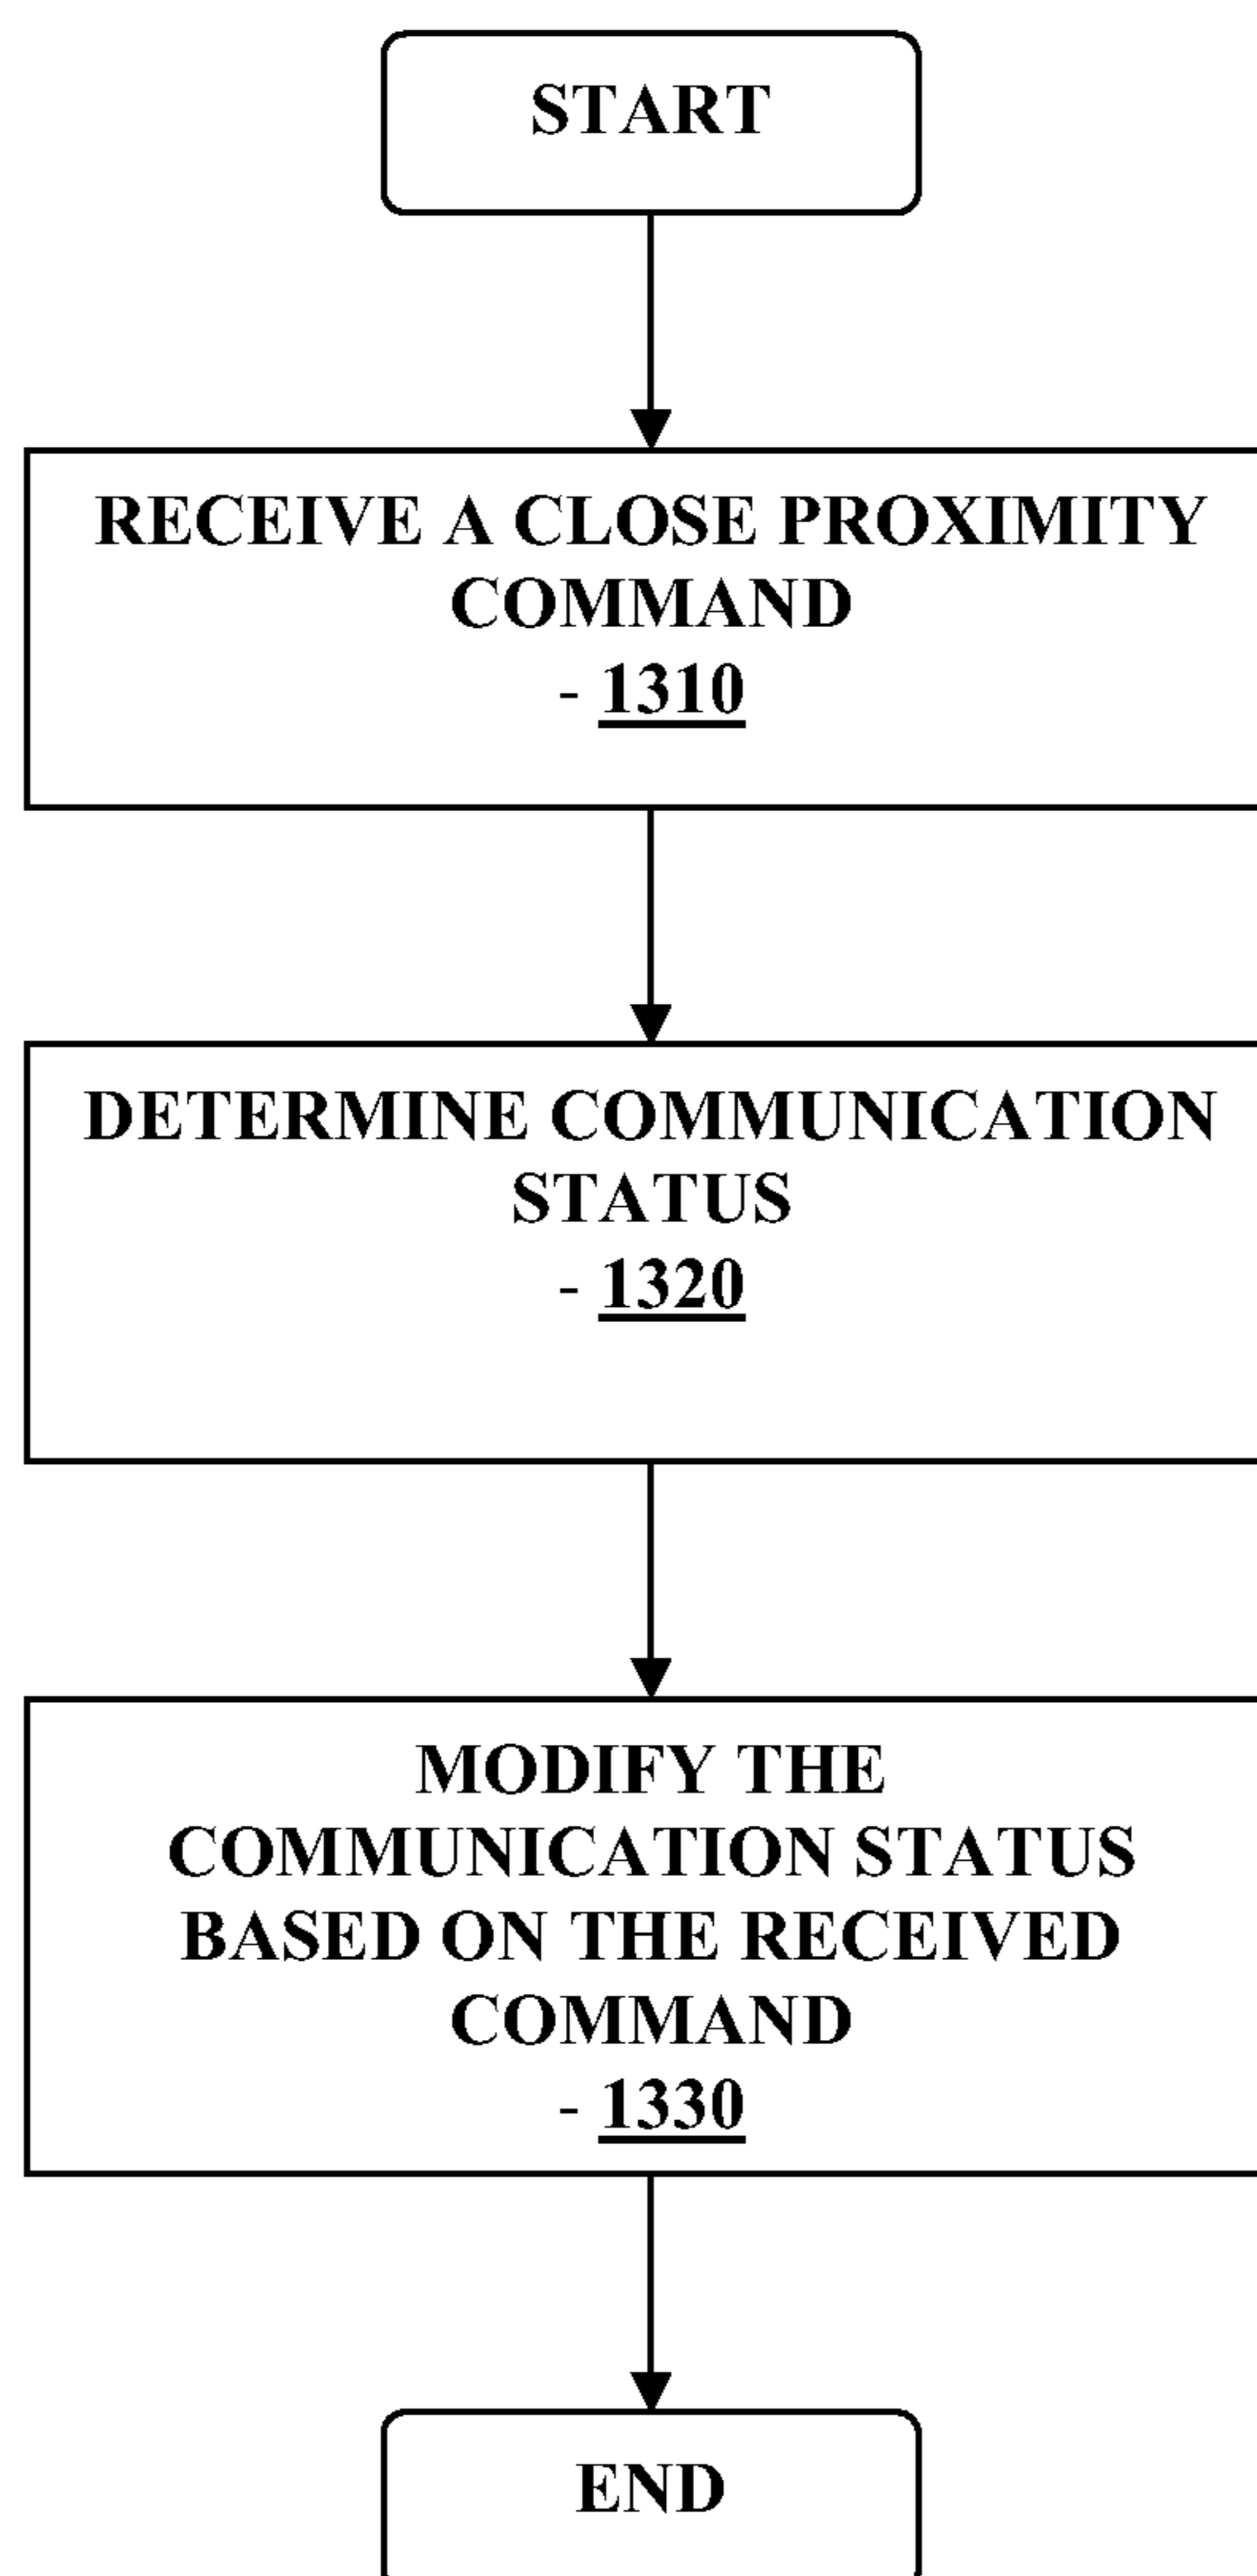 START
RECEIVE A CLOSE PROXIMITY
COMMAND
- 1310
DETERMINE COMMUNICATION
STATUS
- 1320
MODIFY THE
COMMUNICATION STATUS
BASED ON THE RECEIVED
COMMAND
- 1330
END